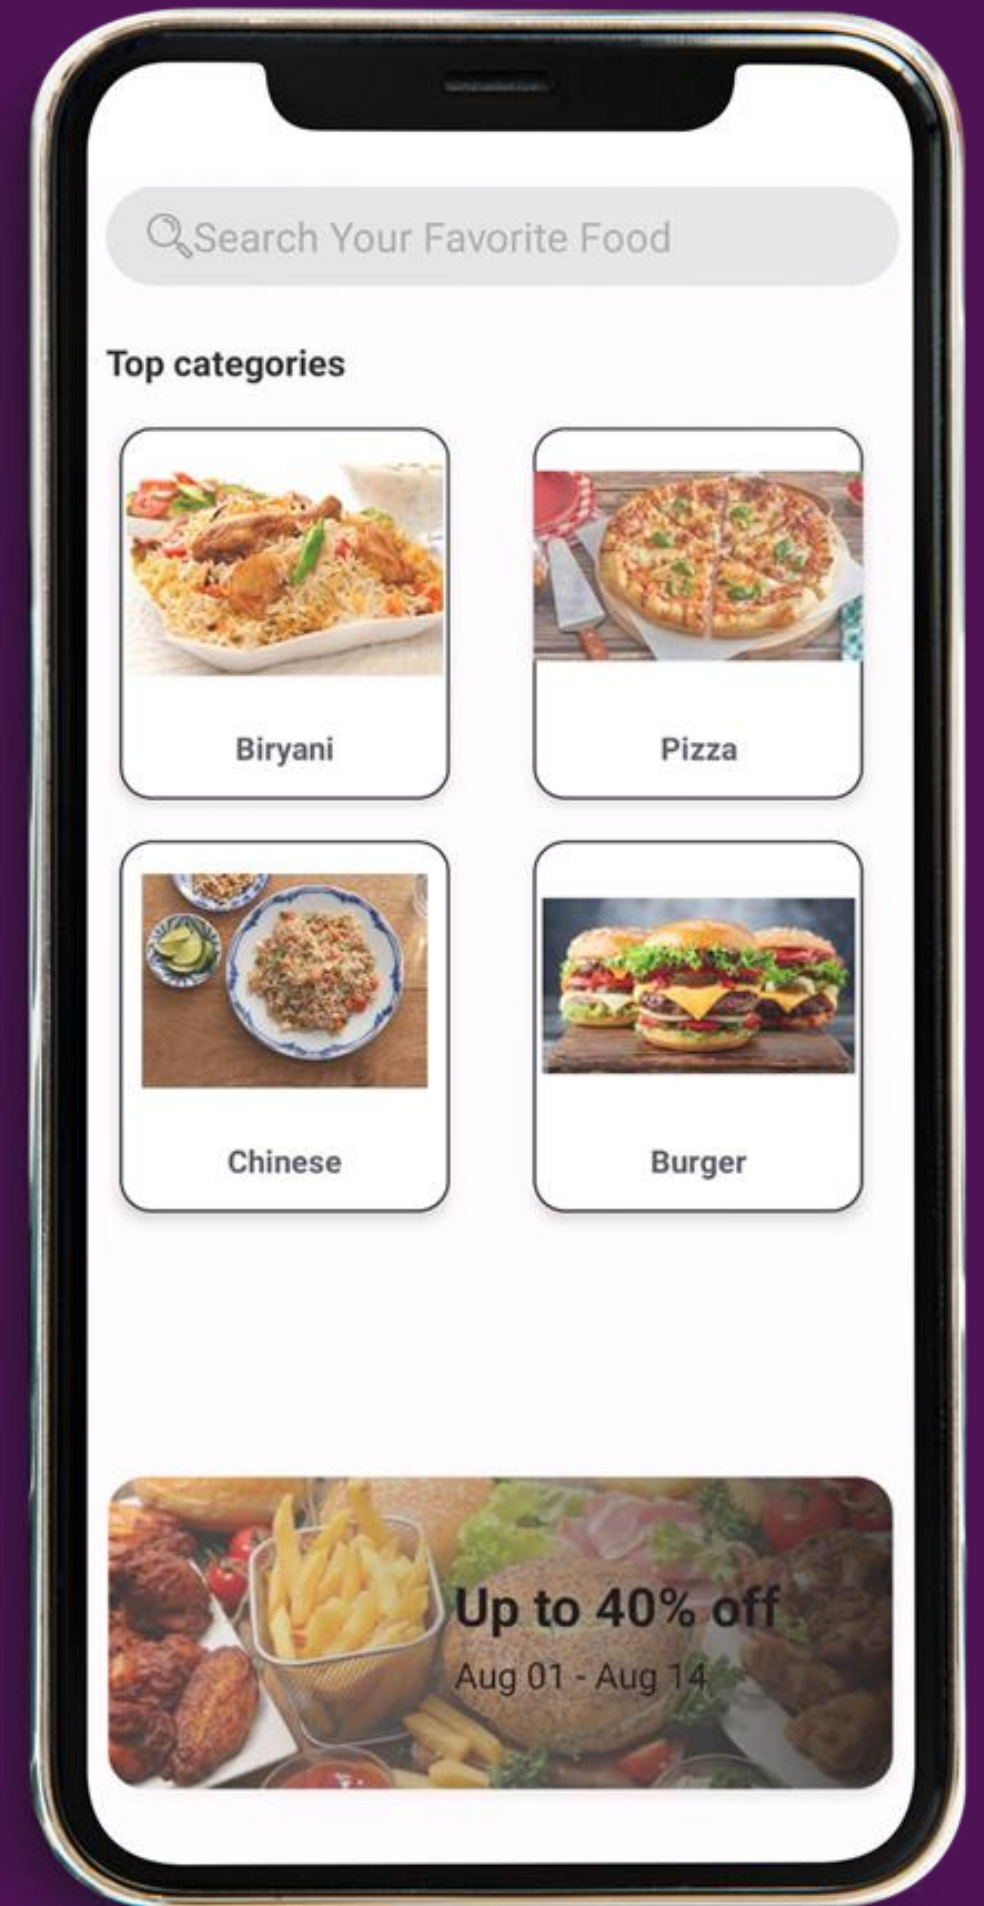 Search Your Favorite Food
Top categories
Biryani
Pizza
Chinese
Burger
Up to 40% off
Aug 01 - Aug 14